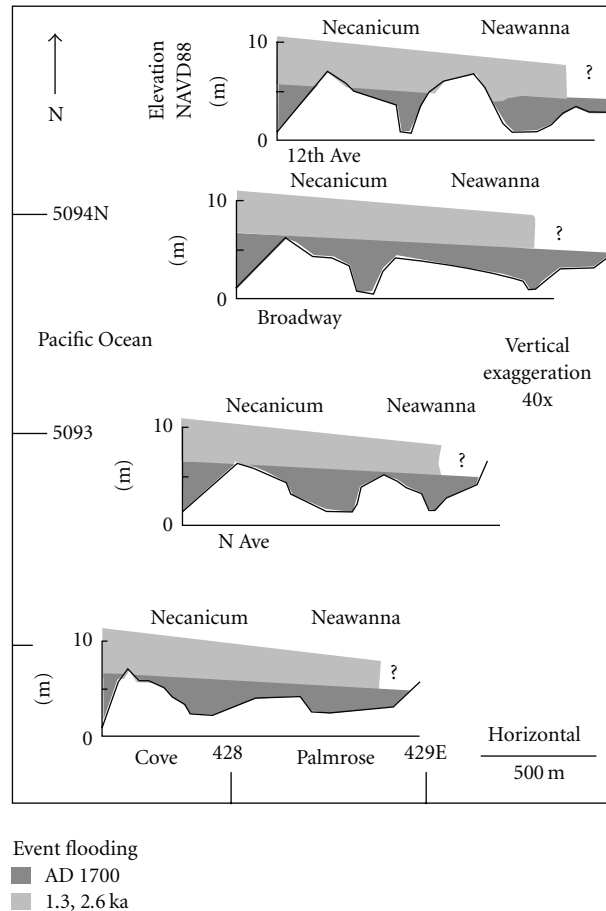 Necanicum Neawanna
10
?
Elevation
NAVD88
(m)
N
0
12th Ave
Necanicum Neawanna
10
5094N
?
(m)
0
Broadway
Pacific Ocean
Vertical
exaggeration
40x
Necanicum Neawanna
10
5093
?
(m)
0
N Ave
Necanicum Neawanna
10
?
(m)
0
Cove 428 Palmrose 429E
Horizontal
500 m
Event flooding
AD 1700
1.3, 2.6 ka